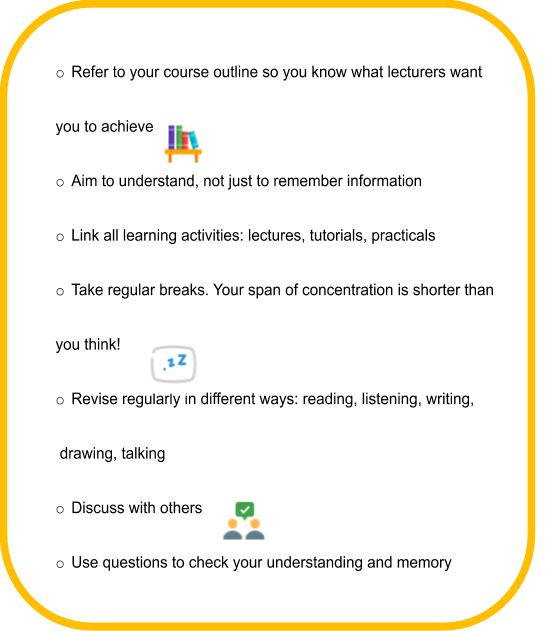 ○ Refer to your course outline so you know what lecturers want
you to achieve
○ Aim to understand, not just to remember information
○ Link all learning activities: lectures, tutorials, practicals
○ Take regular breaks. Your span of concentration is shorter than
you think!
.zz
○ Revise regularly in different ways: reading, listening, writing,
drawing, talking
○ Discuss with others
○ Use questions to check your understanding and memory